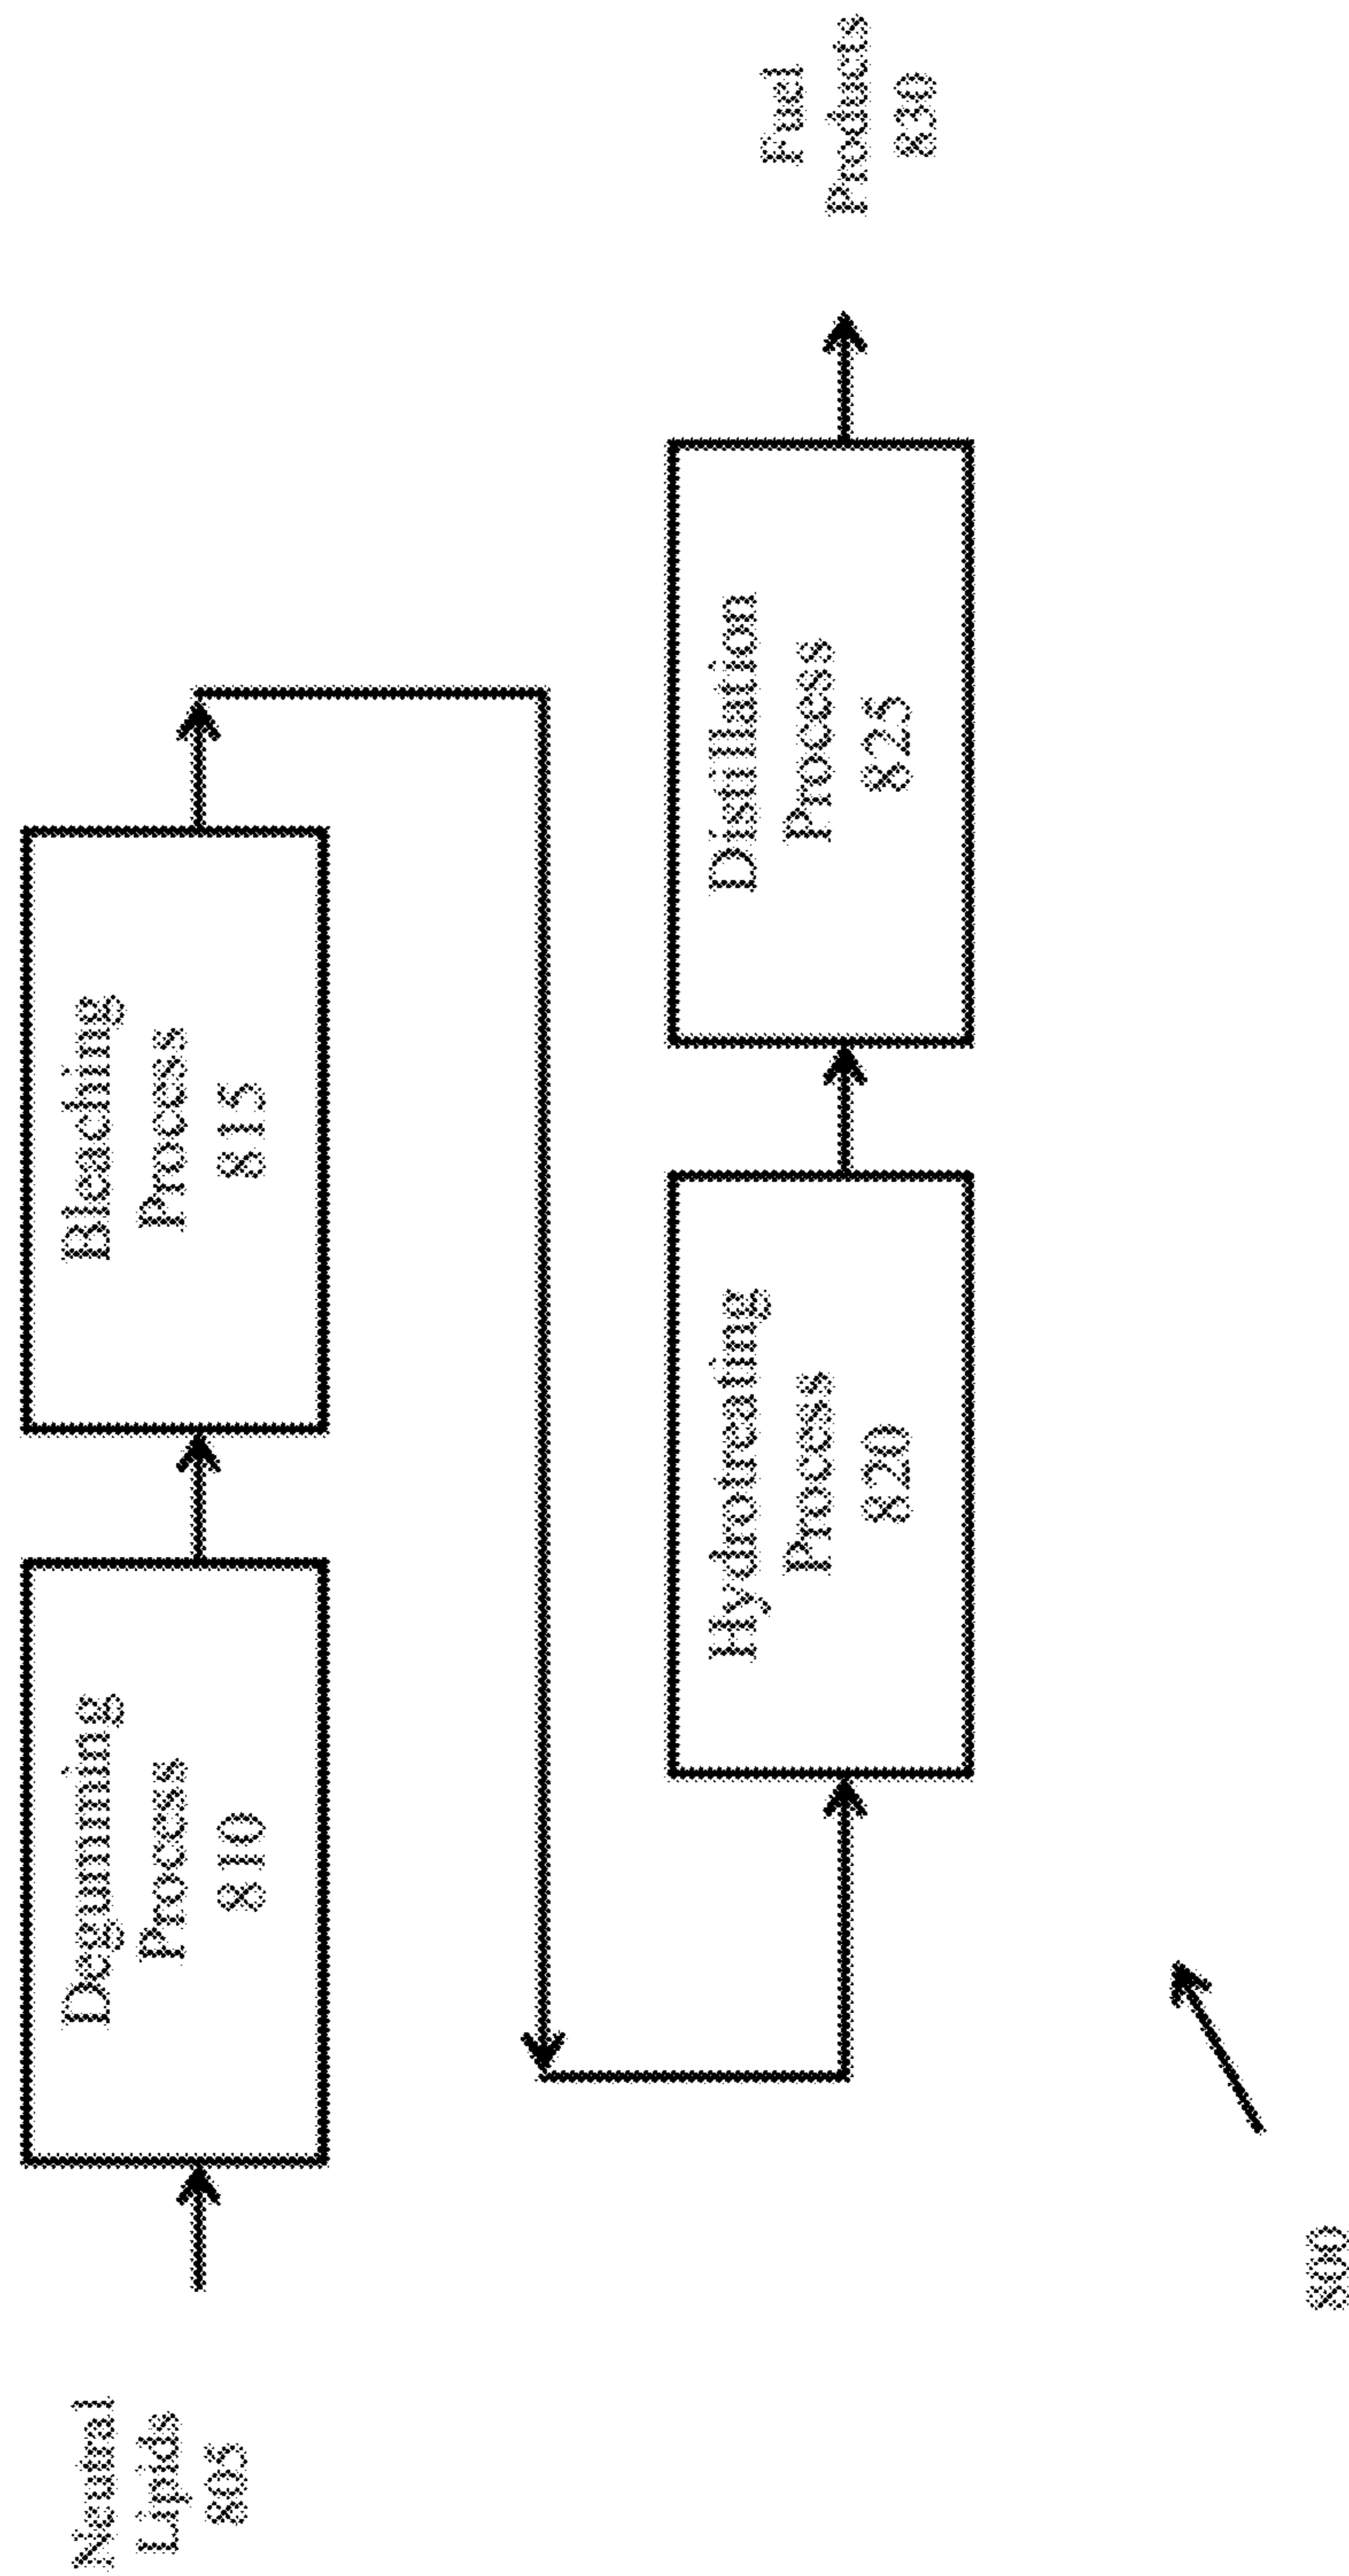 Neutral
Lipids
805
Degumming
Process
810
Bleaching
Process
815
Hydrotreating
Process
820
Distillation
Process
825
Fuel
Products
830
800